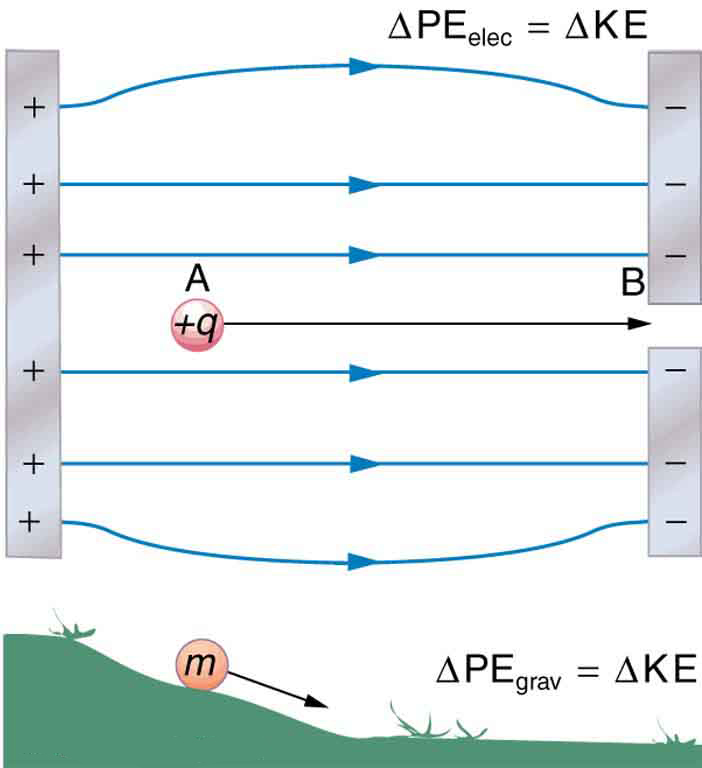 ΔPEelec = ΔKE
+ −
+ −
+ −
A
B
+q
+ −
+ −
+ −
m
ΔPEgrav = ΔKE